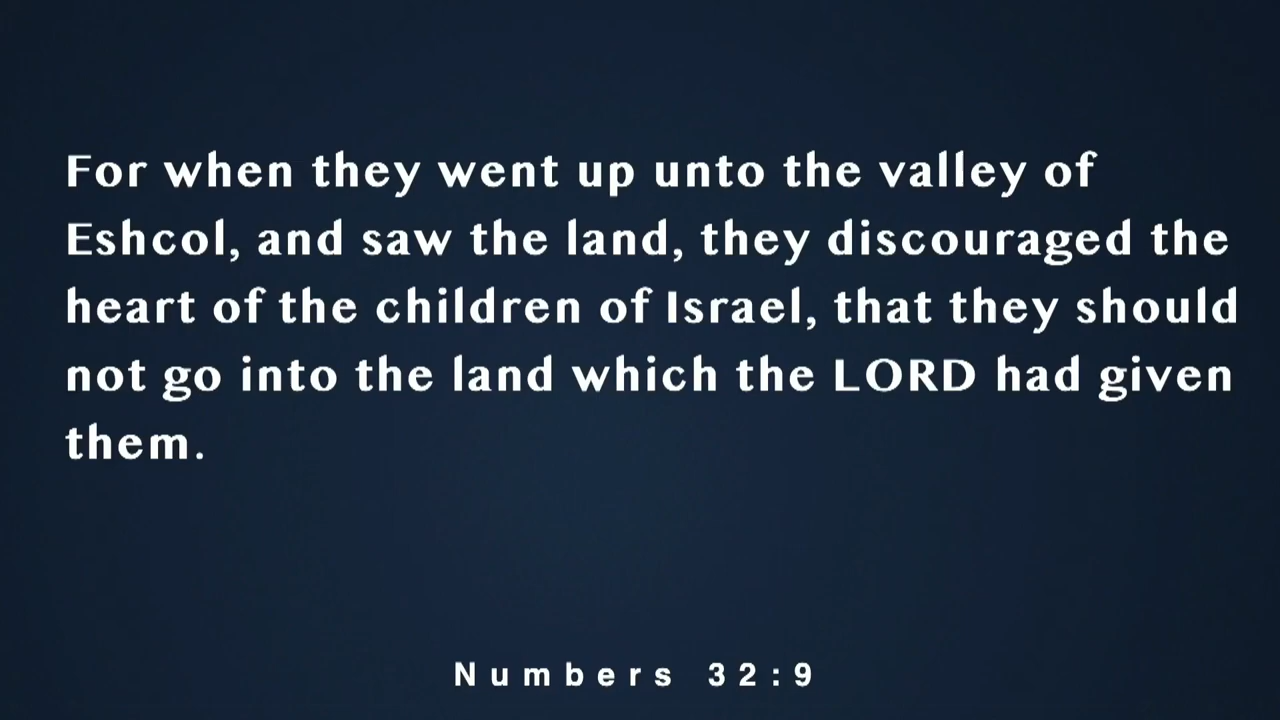 For when they went up unto the valley of
Eshcol, and saw the land, they discouraged the
heart of the children of Israel, that they should
not go into the land which the LORD had given
them.
Numbers 32:9